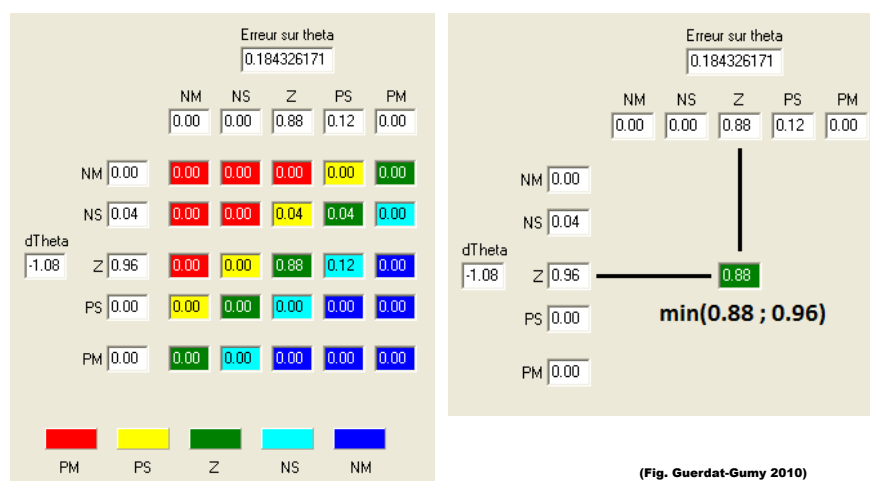 Erreur sur theta
0.184326171
NM NS Z PS PM
0.00 0.00 0.88 0.12 0.00
NM 0.00 0.00 0.00 0.00 0.00 0.00
NS 0.04 0.00 0.00 0.04 0.04 0.00
dTheta
-1.08 Z 0.96 0.00 0.00 0.88 0.12 0.00
PS 0.00 0.00 0.00 0.00 0.00 0.00
PM 0.00 0.00 0.00 0.00 0.00 0.00
PM PS Z NS NM
Erreur sur theta
0.184326171
NM NS Z PS PM
0.00 0.00 0.88 0.12 0.00
NM 0.00
NS 0.04
dTheta
-1.08 Z 0.96 0.88
PS 0.00 min(0.88 ; 0.96)
PM 0.00
(Fig. Guerdat-Gumy 2010)